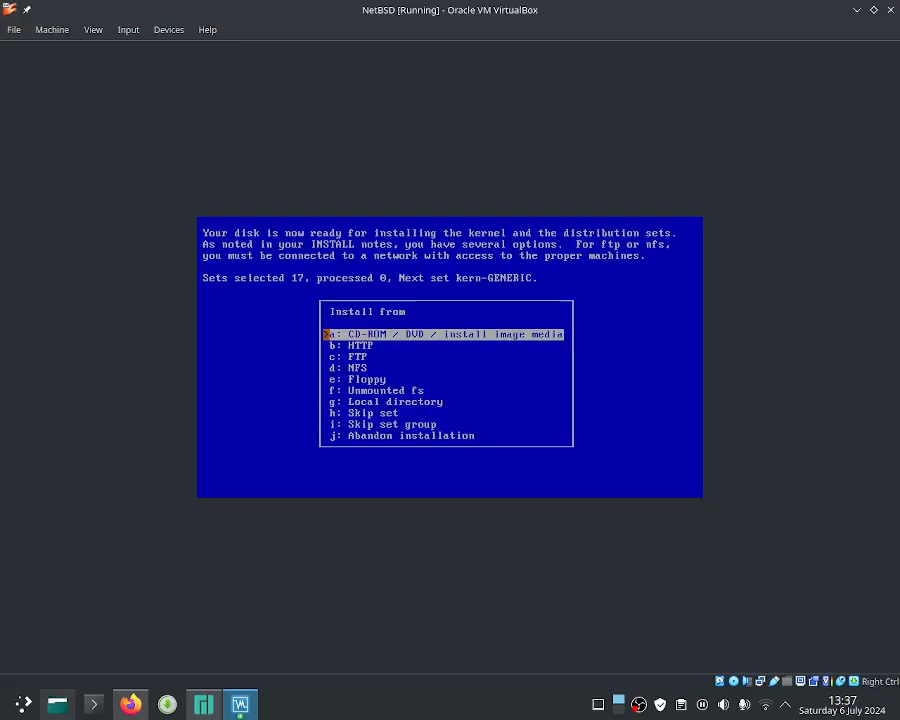 NetBSD [Running] - Oracle VM VirtualBox
File Machine View Input Devices Help
Your disk is now ready for installing the kernel and the distribution sets.
As noted in your INSTALL notes, you have several options.  For ftp or nfs,
you must be connected to a network with access to the proper machines.
Sets selected 17, processed 0, Next set kern-GENERIC.
Install from
>a: CD-ROM / DVD / install image media
b: HTTP
c: FTP
d: NFS
e: Floppy
f: Unmounted fs
g: Local directory
h: Skip set
i: Skip set group
j: Abandon installation
Right Ctrl
13:37
Saturday 6 July 2024